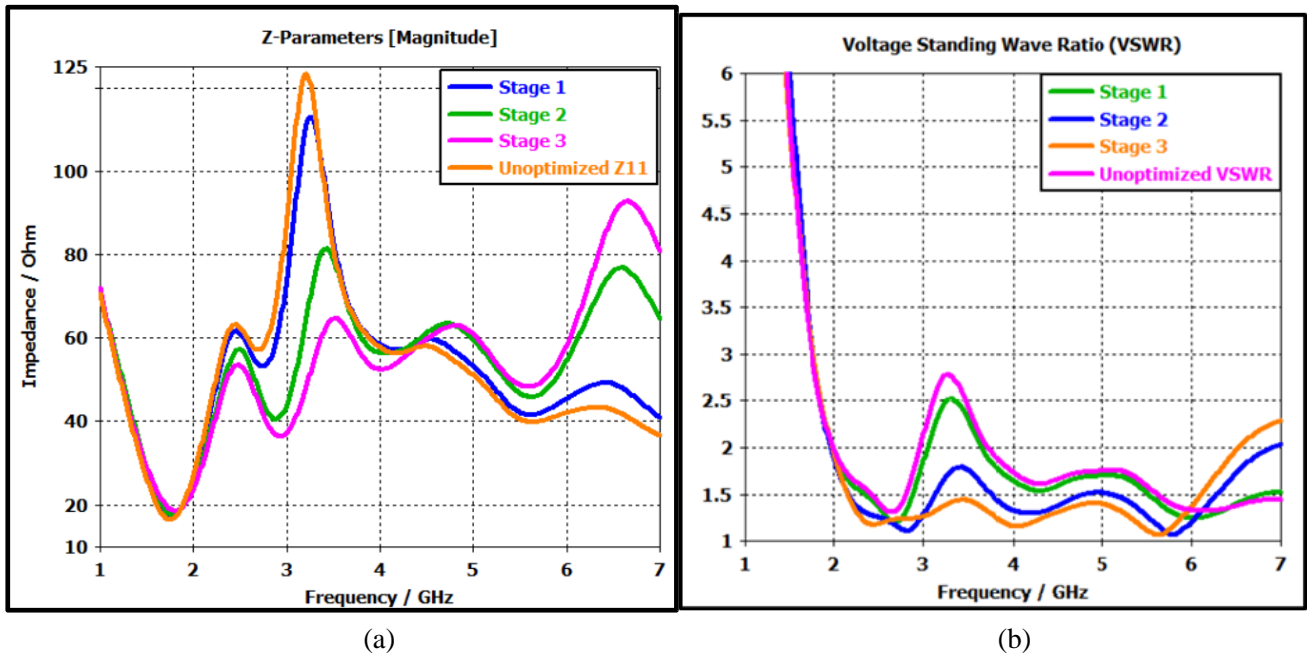 Z-Parameters [Magnitude]
125
100
80
60
40
20
10
Impedance / Ohm
Stage 1
Stage 2
Stage 3
Unoptimized Z11
1 2 3 4 5 6 7
Frequency / GHz
(a)
Voltage Standing Wave Ratio (VSWR)
6
5.5
5
4.5
4
3.5
3
2.5
2
1.5
1
Stage 1
Stage 2
Stage 3
Unoptimized VSWR
1 2 3 4 5 6 7
Frequency / GHz
(b)